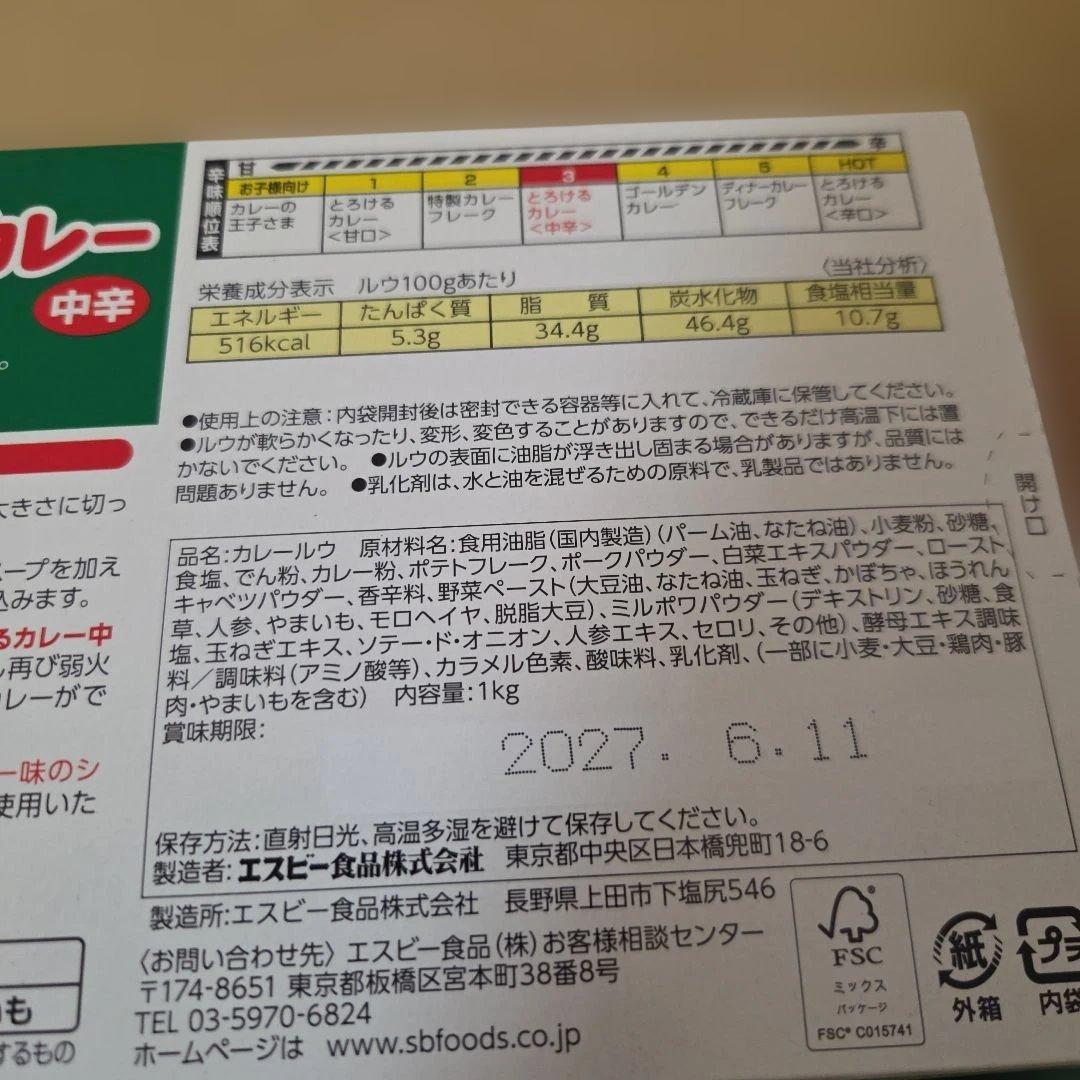 カレー
中辛
。
大きさに切っ
スープを加え
込みます。
るカレー中
再び弱火
カレーがで
一味のシ
使用いた
も
するもの
辛味順位表
甘 辛
お子様向け 1 2 3 4 5 HOT
カレーの王子さま とろけるカレー<甘口> 特製カレーフレーク とろけるカレー<中辛> ゴールデンカレー ディナーカレーフレーク とろけるカレー<辛口>
栄養成分表示 ルウ100gあたり 〈当社分析〉
エネルギー たんぱく質 脂質 炭水化物 食塩相当量
516kcal 5.3g 34.4g 46.4g 10.7g
●使用上の注意:内袋開封後は密封できる容器等に入れて、冷蔵庫に保管してください。
●ルウが軟らかくなったり、変形、変色することがありますので、できるだけ高温下には置
かないでください。 ●ルウの表面に油脂が浮き出し固まる場合がありますが、品質には
問題ありません。 ●乳化剤は、水と油を混ぜるための原料で、乳製品ではありません。
開け口
品名:カレールウ 原材料名:食用油脂(国内製造)(パーム油、なたね油)、小麦粉、砂糖、
食塩、でん粉、カレー粉、ポテトフレーク、ポークパウダー、白菜エキスパウダー、ロースト
キャベツパウダー、香辛料、野菜ペースト(大豆油、なたね油、玉ねぎ、かぼちゃ、ほうれん
草、人参、やまいも、モロヘイヤ、脱脂大豆)、ミルポワパウダー(デキストリン、砂糖、食
塩、玉ねぎエキス、ソテー・ド・オニオン、人参エキス、セロリ、その他)、酵母エキス調味
料/調味料(アミノ酸等)、カラメル色素、酸味料、乳化剤、(一部に小麦・大豆・鶏肉・豚
肉・やまいもを含む) 内容量:1kg
賞味期限:
2027. 6.11
保存方法:直射日光、高温多湿を避けて保存してください。
製造者:エスビー食品株式会社 東京都中央区日本橋兜町18-6
製造所:エスビー食品株式会社 長野県上田市下塩尻546
〈お問い合わせ先〉エスビー食品(株)お客様相談センター
〒174-8651 東京都板橋区宮本町38番8号
TEL 03-5970-6824
ホームページは www.sbfoods.co.jp
FSC
ミックス
パッケージ
FSC® C015741
紙
外箱
プラ
内袋